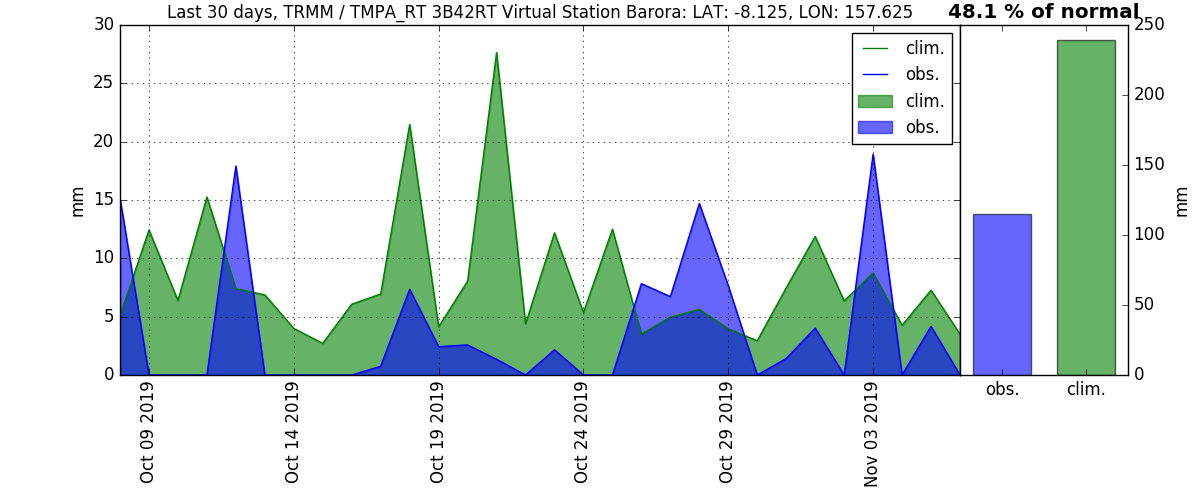 Last 30 days, TRMM / TMPA_RT 3B42RT Virtual Station Barora: LAT: -8.125, LON: 157.625
48.1 % of normal
30
25
20
15
10
5
0
mm
clim.
obs.
clim.
obs.
Oct 09 2019
Oct 14 2019
Oct 19 2019
Oct 24 2019
Oct 29 2019
Nov 03 2019
250
200
150
100
50
0
mm
obs.
clim.